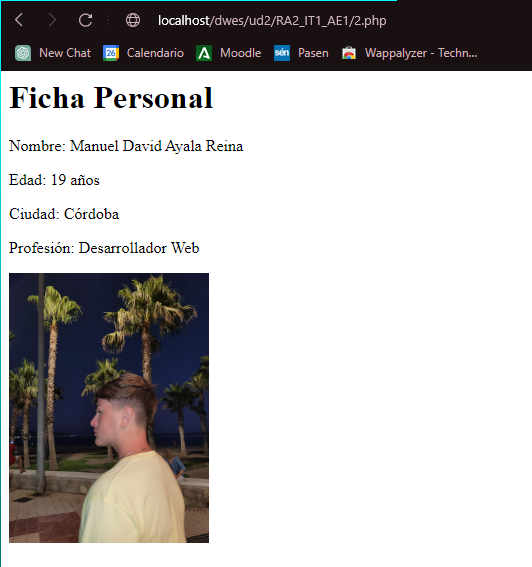 localhost/dwes/ud2/RA2_IT1_AE1/2.php
New Chat 26 Calendario Moodle sén Pasen Wappalyzer - Techn...
Ficha Personal
Nombre: Manuel David Ayala Reina
Edad: 19 años
Ciudad: Córdoba
Profesión: Desarrollador Web